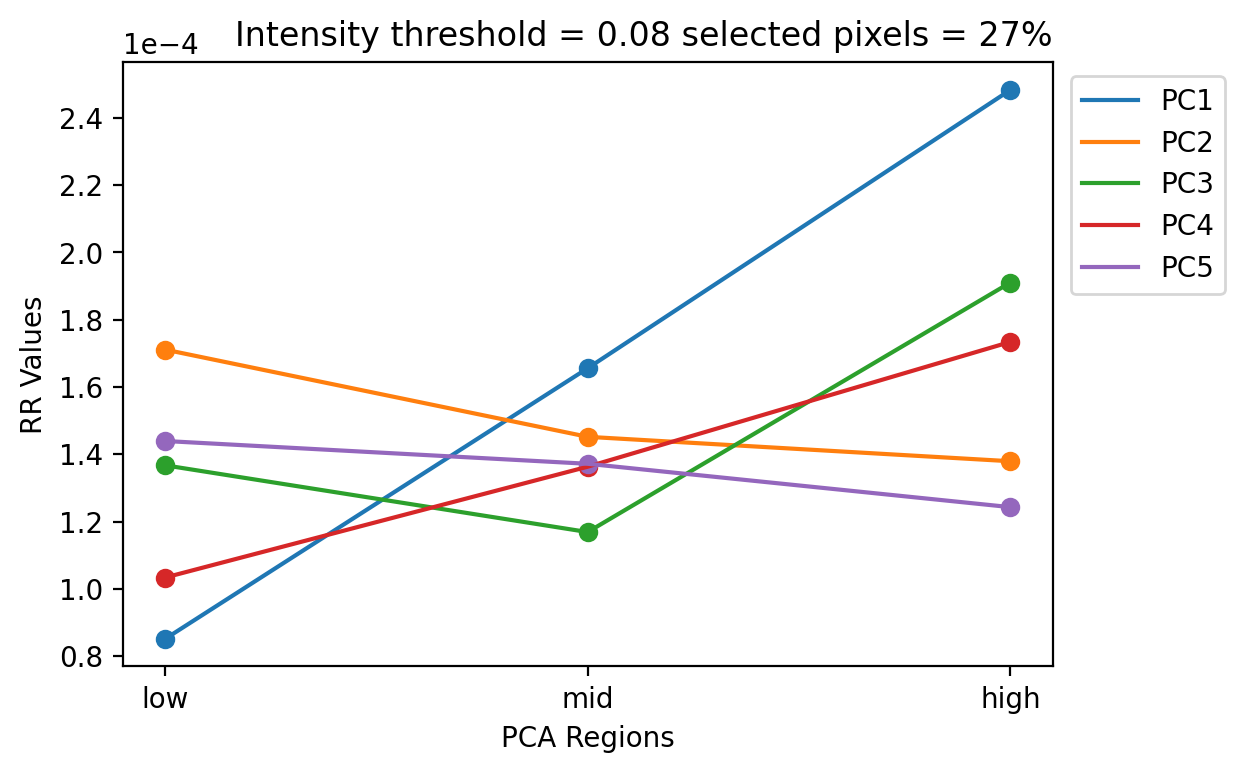 1e−4
Intensity threshold = 0.08 selected pixels = 27%
2.4
2.2
2.0
1.8
1.6
1.4
1.2
1.0
0.8
RR Values
low
mid
high
PCA Regions
PC1
PC2
PC3
PC4
PC5